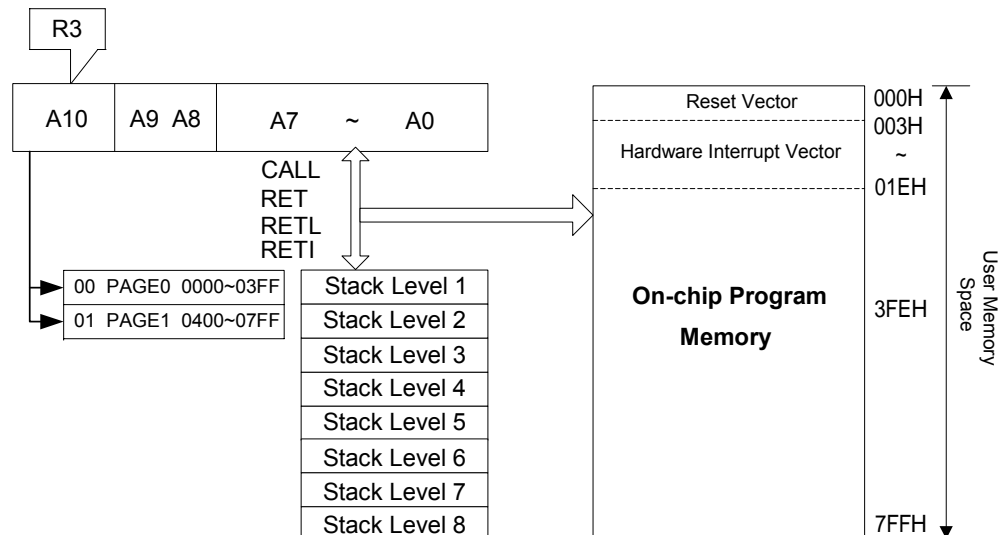 R3
A10 A9 A8 A7 ~ A0
CALL
RET
RETL
RETI
00 PAGE0 0000~03FF
01 PAGE1 0400~07FF
Stack Level 1
Stack Level 2
Stack Level 3
Stack Level 4
Stack Level 5
Stack Level 6
Stack Level 7
Stack Level 8
Reset Vector
Hardware Interrupt Vector
On-chip Program
Memory
000H
003H
~
01EH
3FEH
7FFH
User Memory
Space